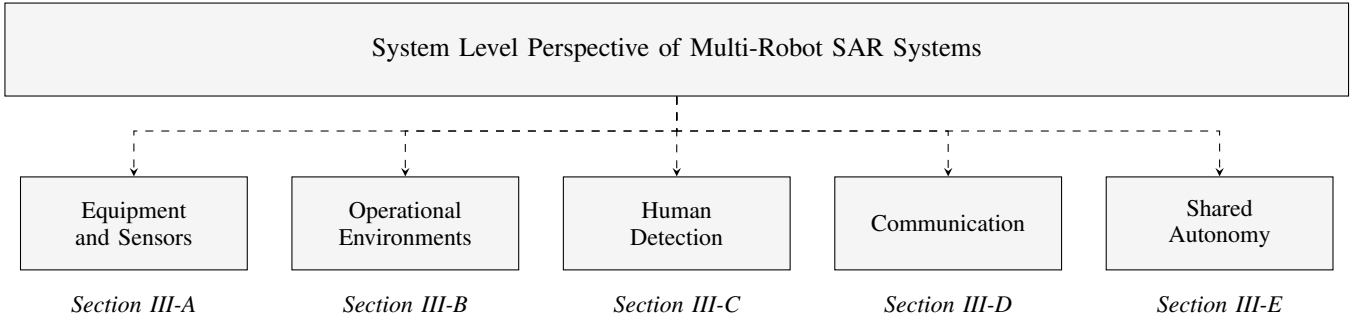 System Level Perspective of Multi-Robot SAR Systems
Equipment
and Sensors
Operational
Environments
Human
Detection
Communication
Shared
Autonomy
Section III-A
Section III-B
Section III-C
Section III-D
Section III-E